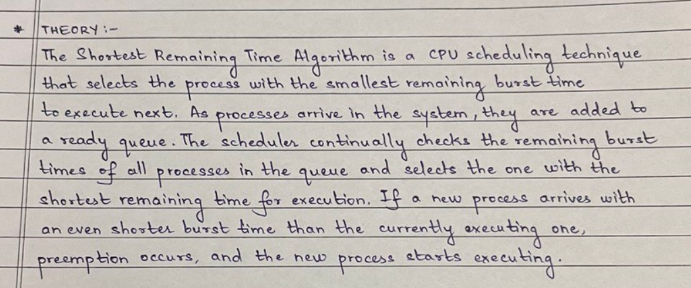 * THEORY :-
The Shortest Remaining Time Algorithm is a CPU scheduling technique
that selects the process with the smallest remaining burst time
to execute next. As processes arrive in the system, they are added to
a ready queue. The scheduler continually checks the remaining burst
times of all processes in the queue and selects the one with the
shortest remaining time for execution. If a new process arrives with
an even shorter burst time than the currently executing one,
preemption occurs, and the new process starts executing.